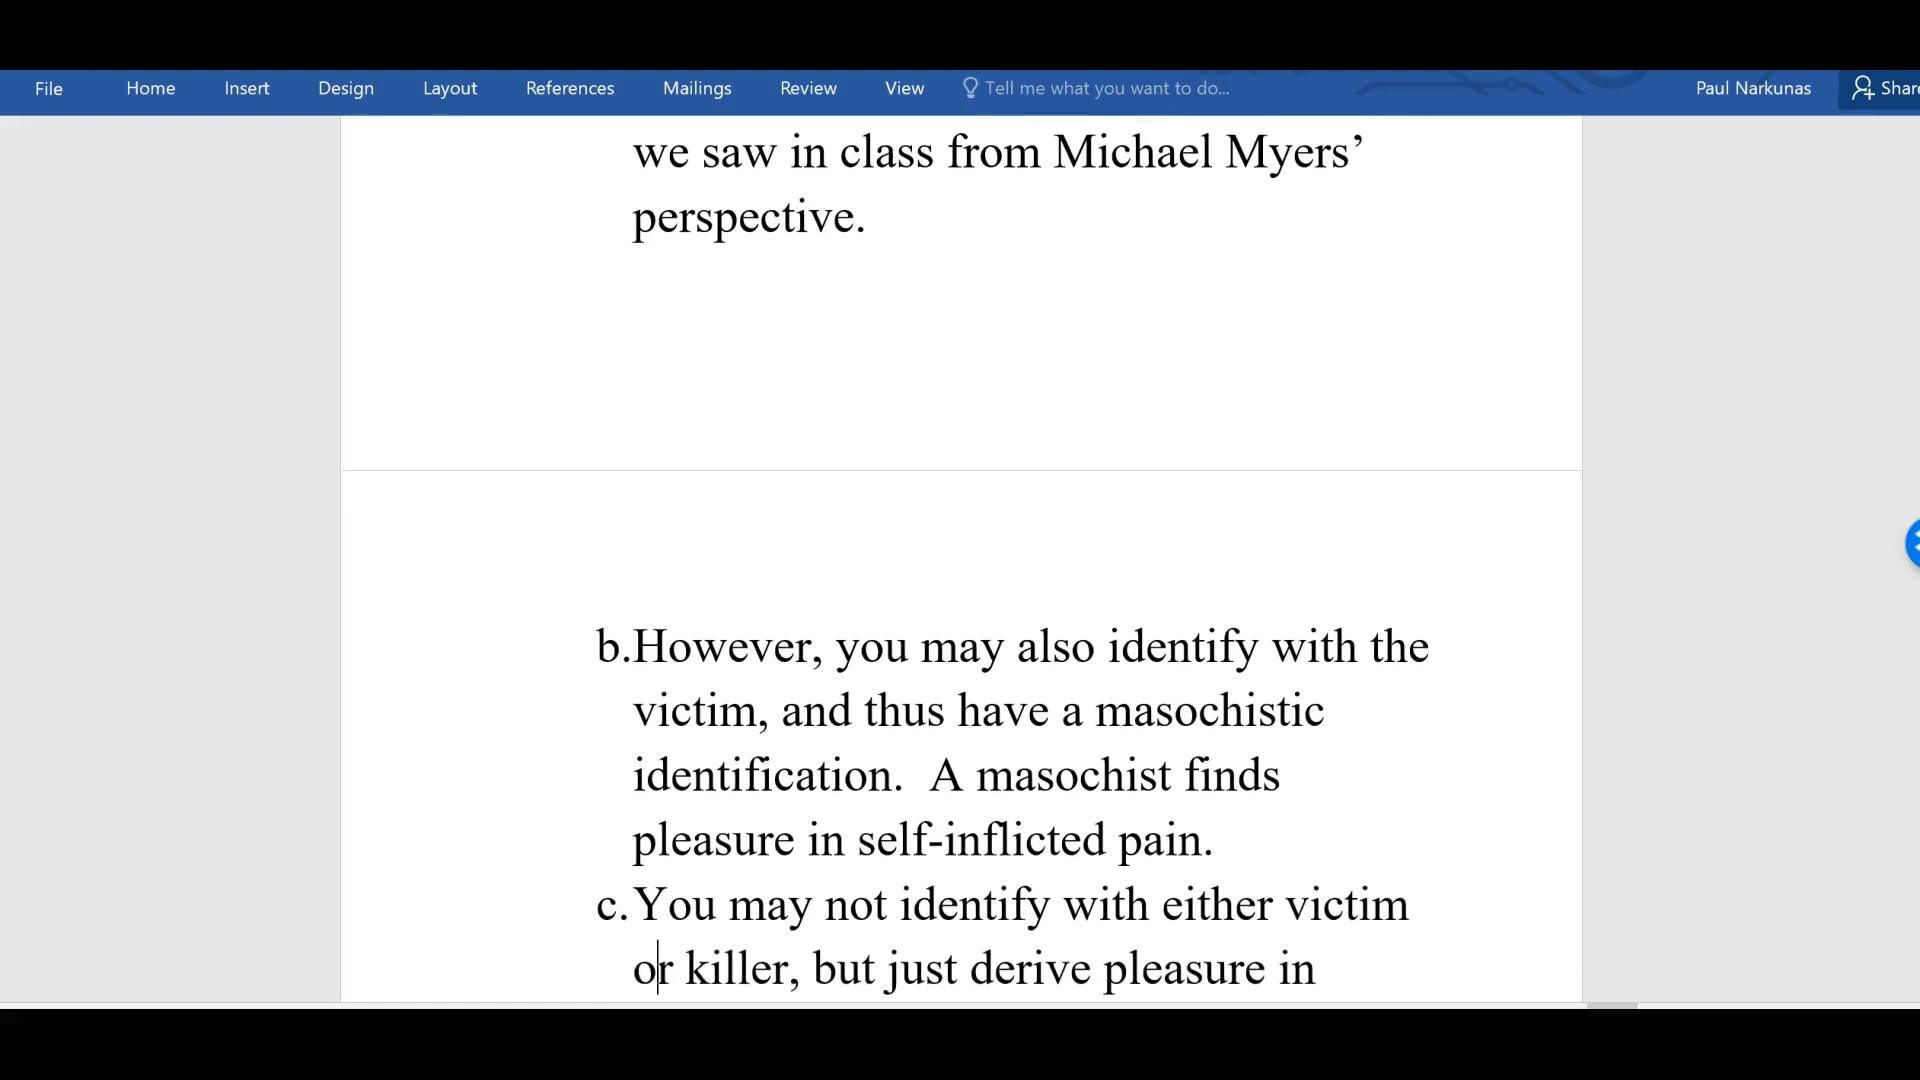 File Home Insert Design Layout References Mailings Review View Tell me what you want to do... Paul Narkunas Share
we saw in class from Michael Myers’
perspective.
b.However, you may also identify with the
victim, and thus have a masochistic
identification.  A masochist finds
pleasure in self-inflicted pain.
c.You may not identify with either victim
or killer, but just derive pleasure in